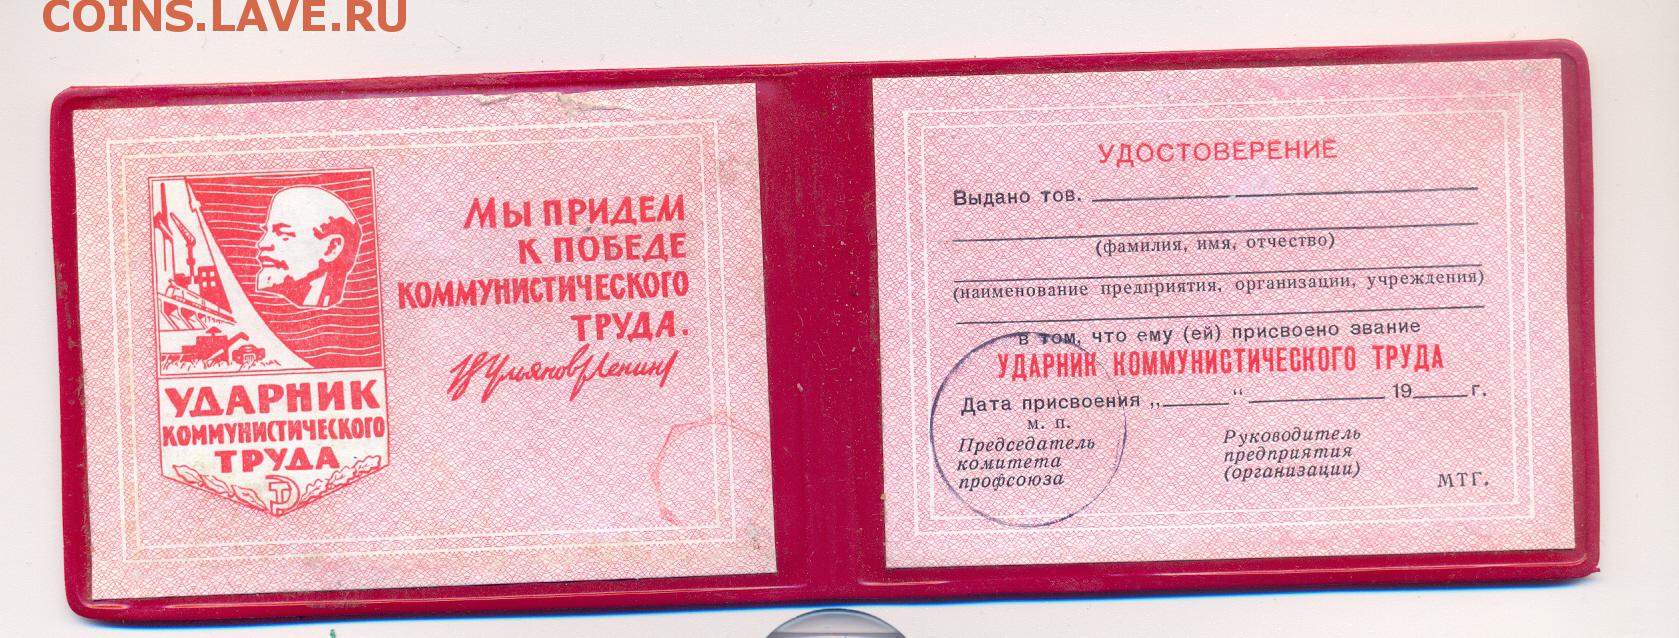 COINS.LAVE.RU
УДАРНИК
КОММУНИСТИЧЕСКОГО
ТРУДА
МЫ ПРИДЕМ
К ПОБЕДЕ
КОММУНИСТИЧЕСКОГО
ТРУДА.
В Ульянов (Ленин)
УДОСТОВЕРЕНИЕ
Выдано тов.
(фамилия, имя, отчество)
(наименование предприятия, организации, учреждения)
в том, что ему (ей) присвоено звание
УДАРНИК КОММУНИСТИЧЕСКОГО ТРУДА
Дата присвоения „ “ 19 г.
м. п.
Председатель
комитета
профсоюза
Руководитель
предприятия
(организации)
МТГ.